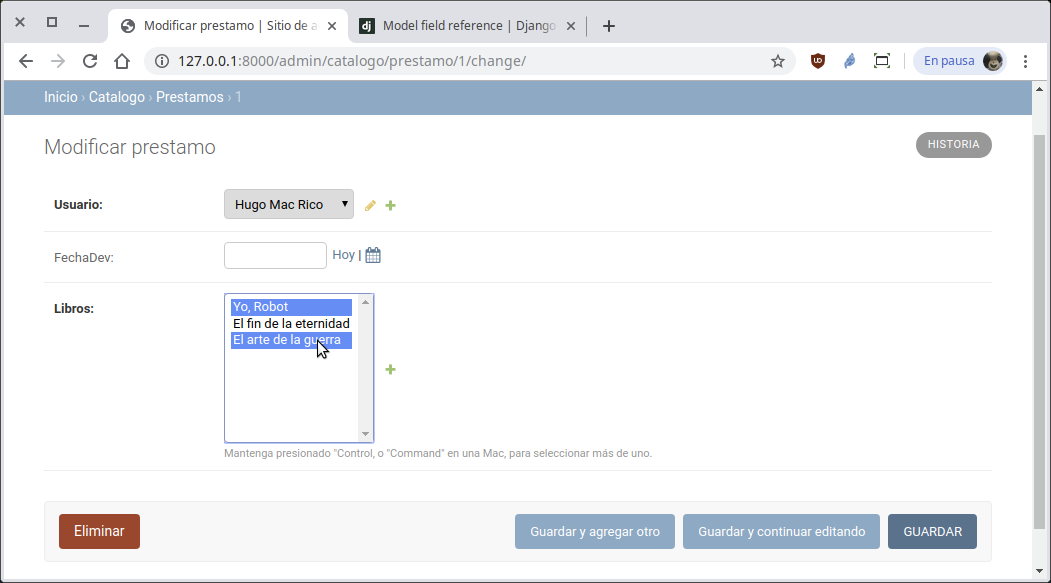 Modificar prestamo | Sitio de a
dj Model field reference | Django
127.0.0.1:8000/admin/catalogo/prestamo/1/change/
En pausa
Inicio › Catalogo › Prestamos › 1
Modificar prestamo
HISTORIA
Usuario:
Hugo Mac Rico
FechaDev:
Hoy |
Libros:
Yo, Robot
El fin de la eternidad
El arte de la guerra
Mantenga presionado "Control, o "Command" en una Mac, para seleccionar más de uno.
Eliminar
Guardar y agregar otro
Guardar y continuar editando
GUARDAR